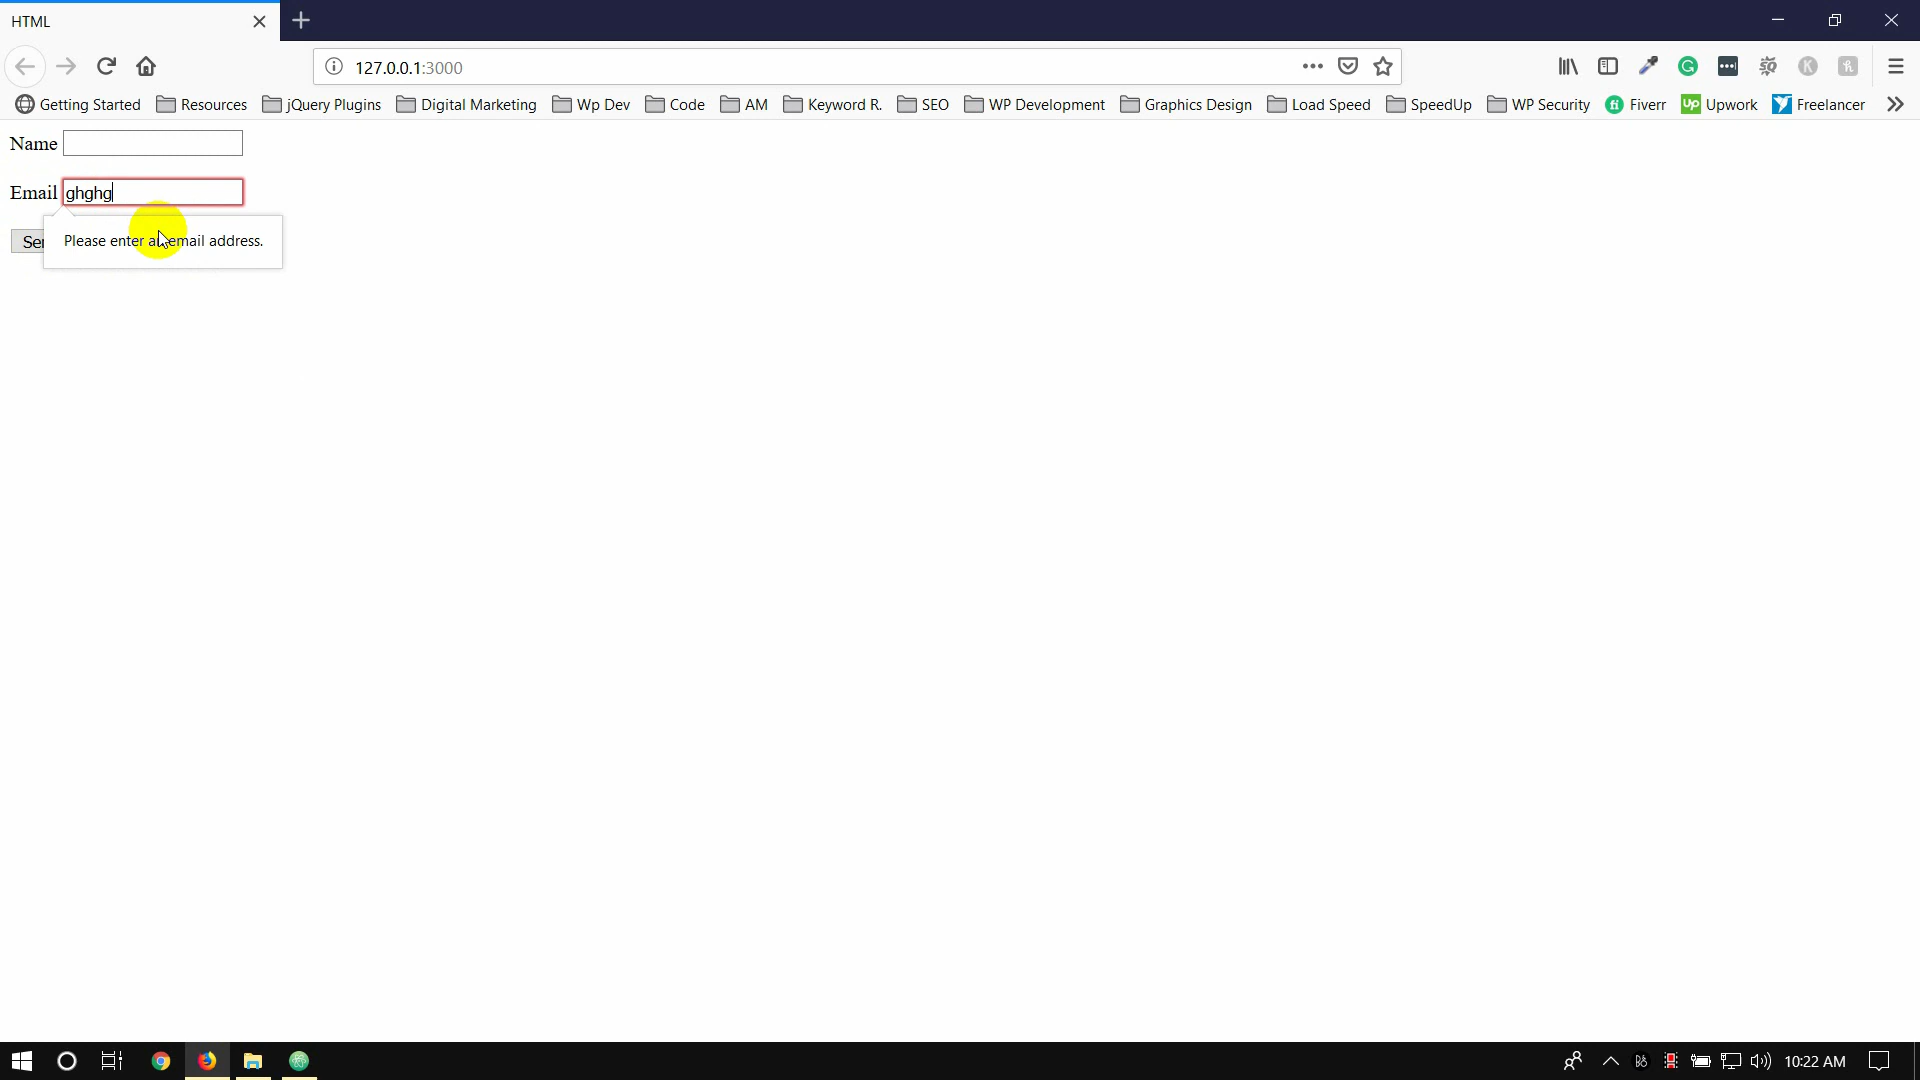 HTML
127.0.0.1:3000
Getting Started Resources jQuery Plugins Digital Marketing Wp Dev Code AM Keyword R. SEO WP Development Graphics Design Load Speed SpeedUp WP Security Fiverr Upwork Freelancer
Name
Email ghghg
Please enter an email address.
10:22 AM